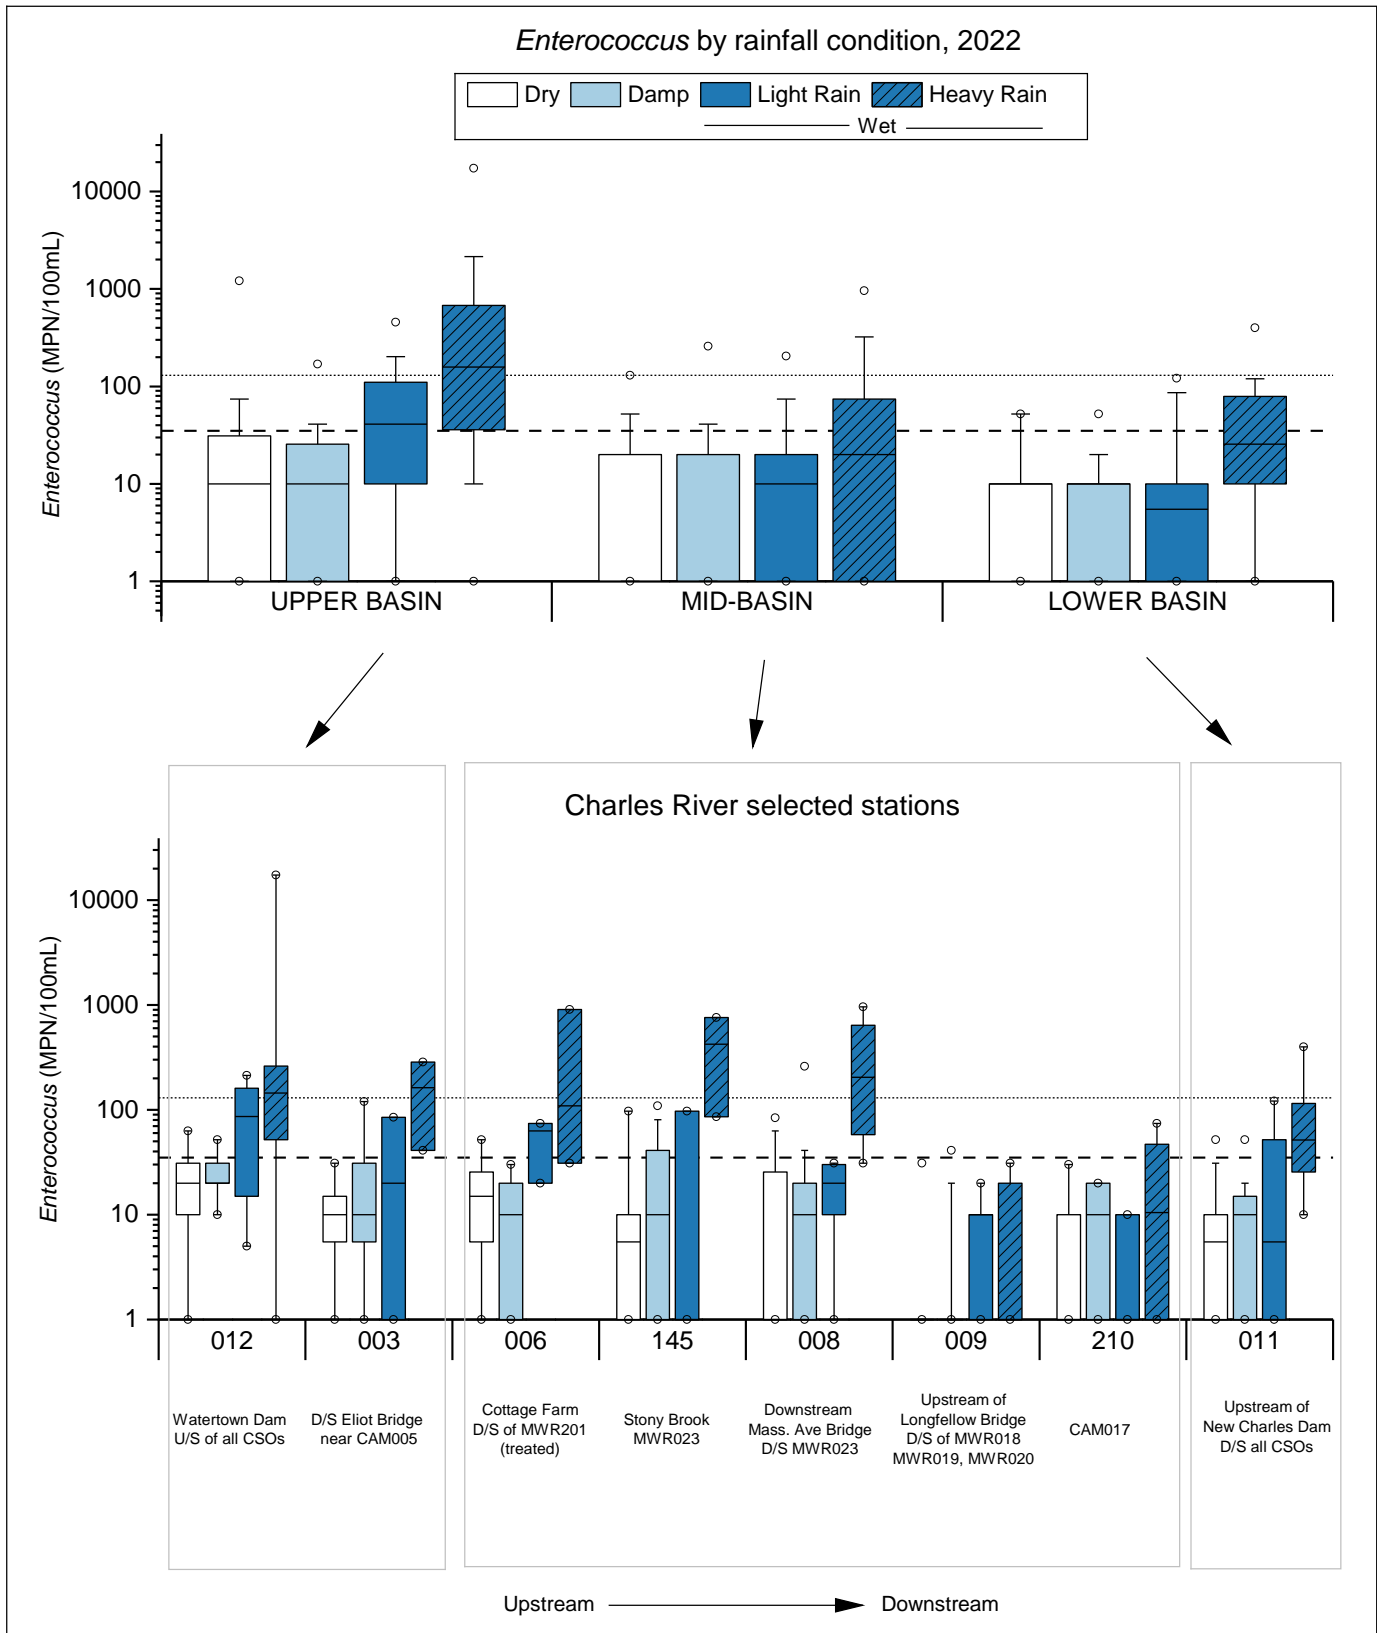 Enterococcus by rainfall condition, 2022
Dry Damp Light Rain Heavy Rain
Wet
Enterococcus (MPN/100mL)
10000
1000
100
10
1
UPPER BASIN MID-BASIN LOWER BASIN
Charles River selected stations
Enterococcus (MPN/100mL)
10000
1000
100
10
1
012 003 006 145 008 009 210 011
Watertown Dam
U/S of all CSOs
D/S Eliot Bridge
near CAM005
Cottage Farm
D/S of MWR201
(treated)
Stony Brook
MWR023
Downstream
Mass. Ave Bridge
D/S MWR023
Upstream of
Longfellow Bridge
D/S of MWR018
MWR019, MWR020
CAM017
Upstream of
New Charles Dam
D/S all CSOs
Upstream Downstream